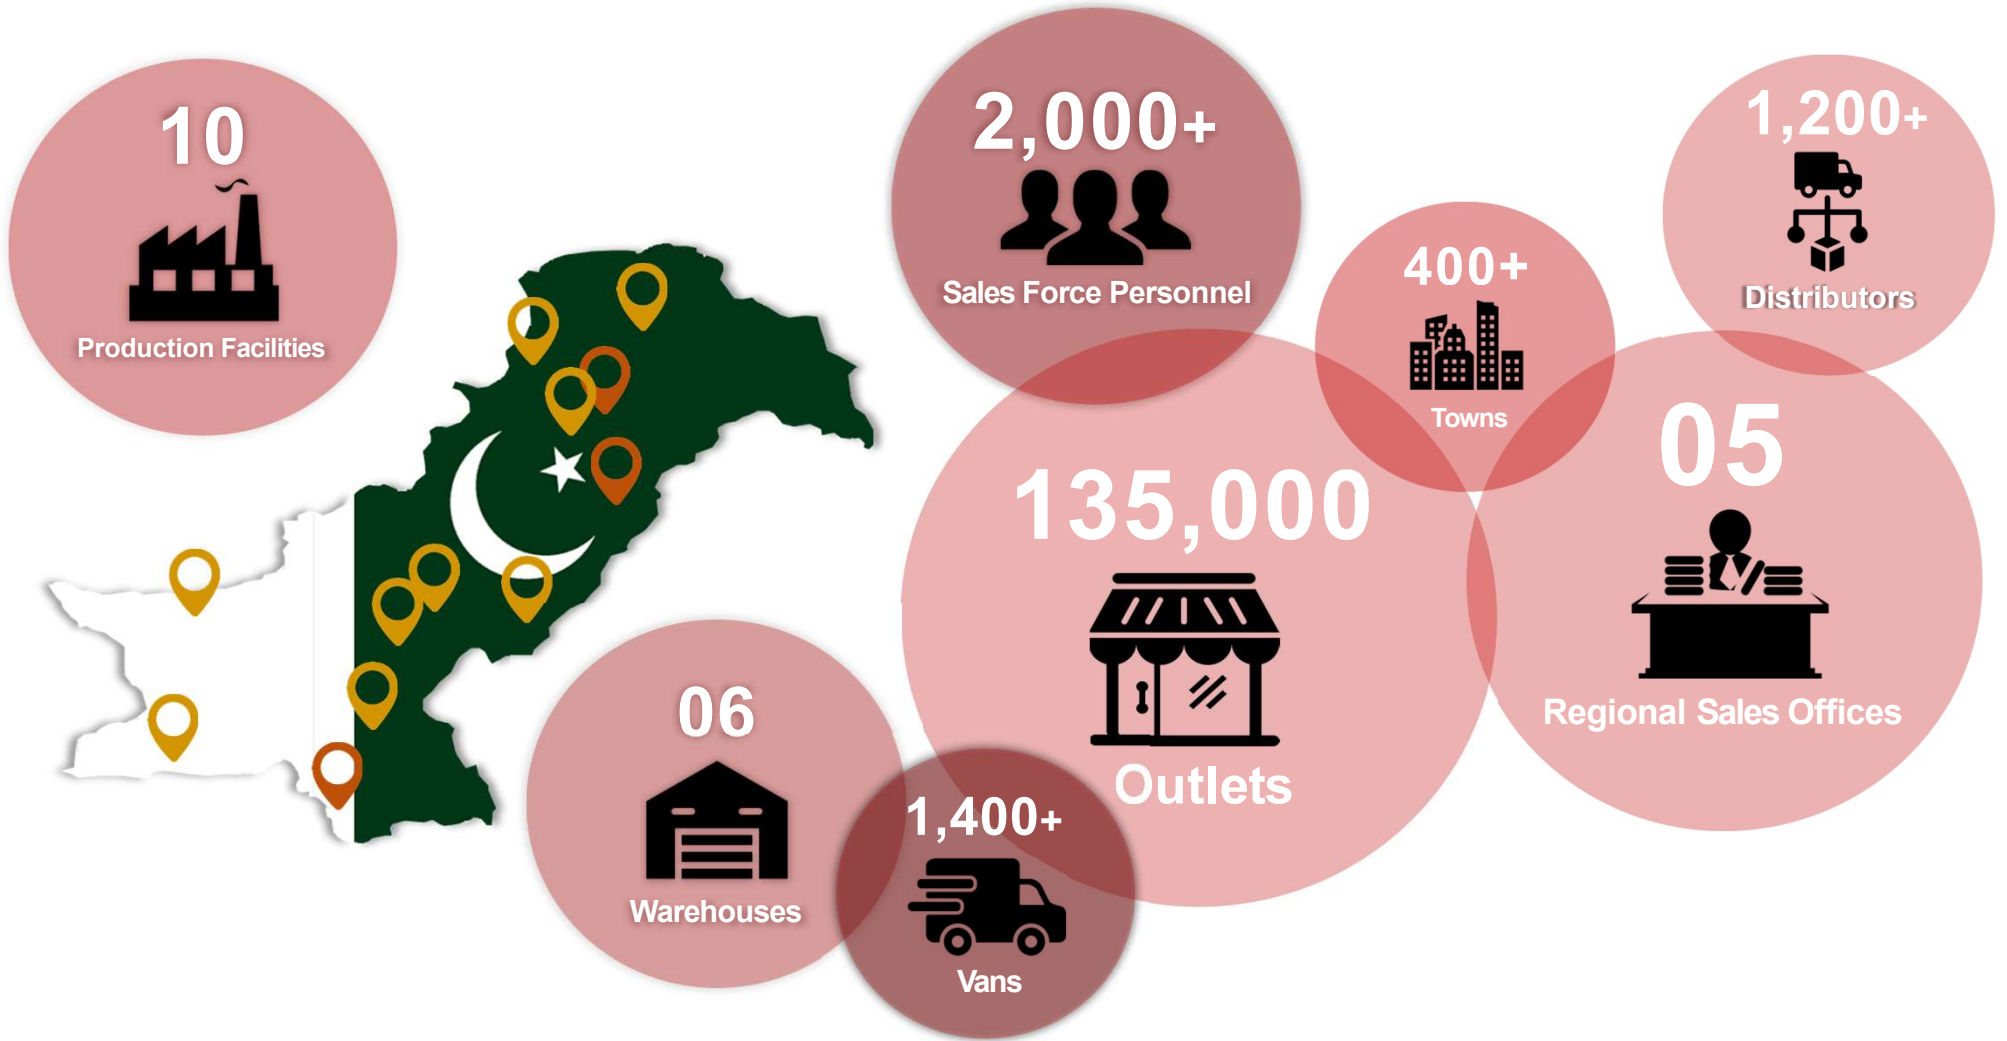 10
Production Facilities
2,000+
Sales Force Personnel
400+
Towns
1,200+
Distributors
135,000
Outlets
05
Regional Sales Offices
06
Warehouses
1,400+
Vans